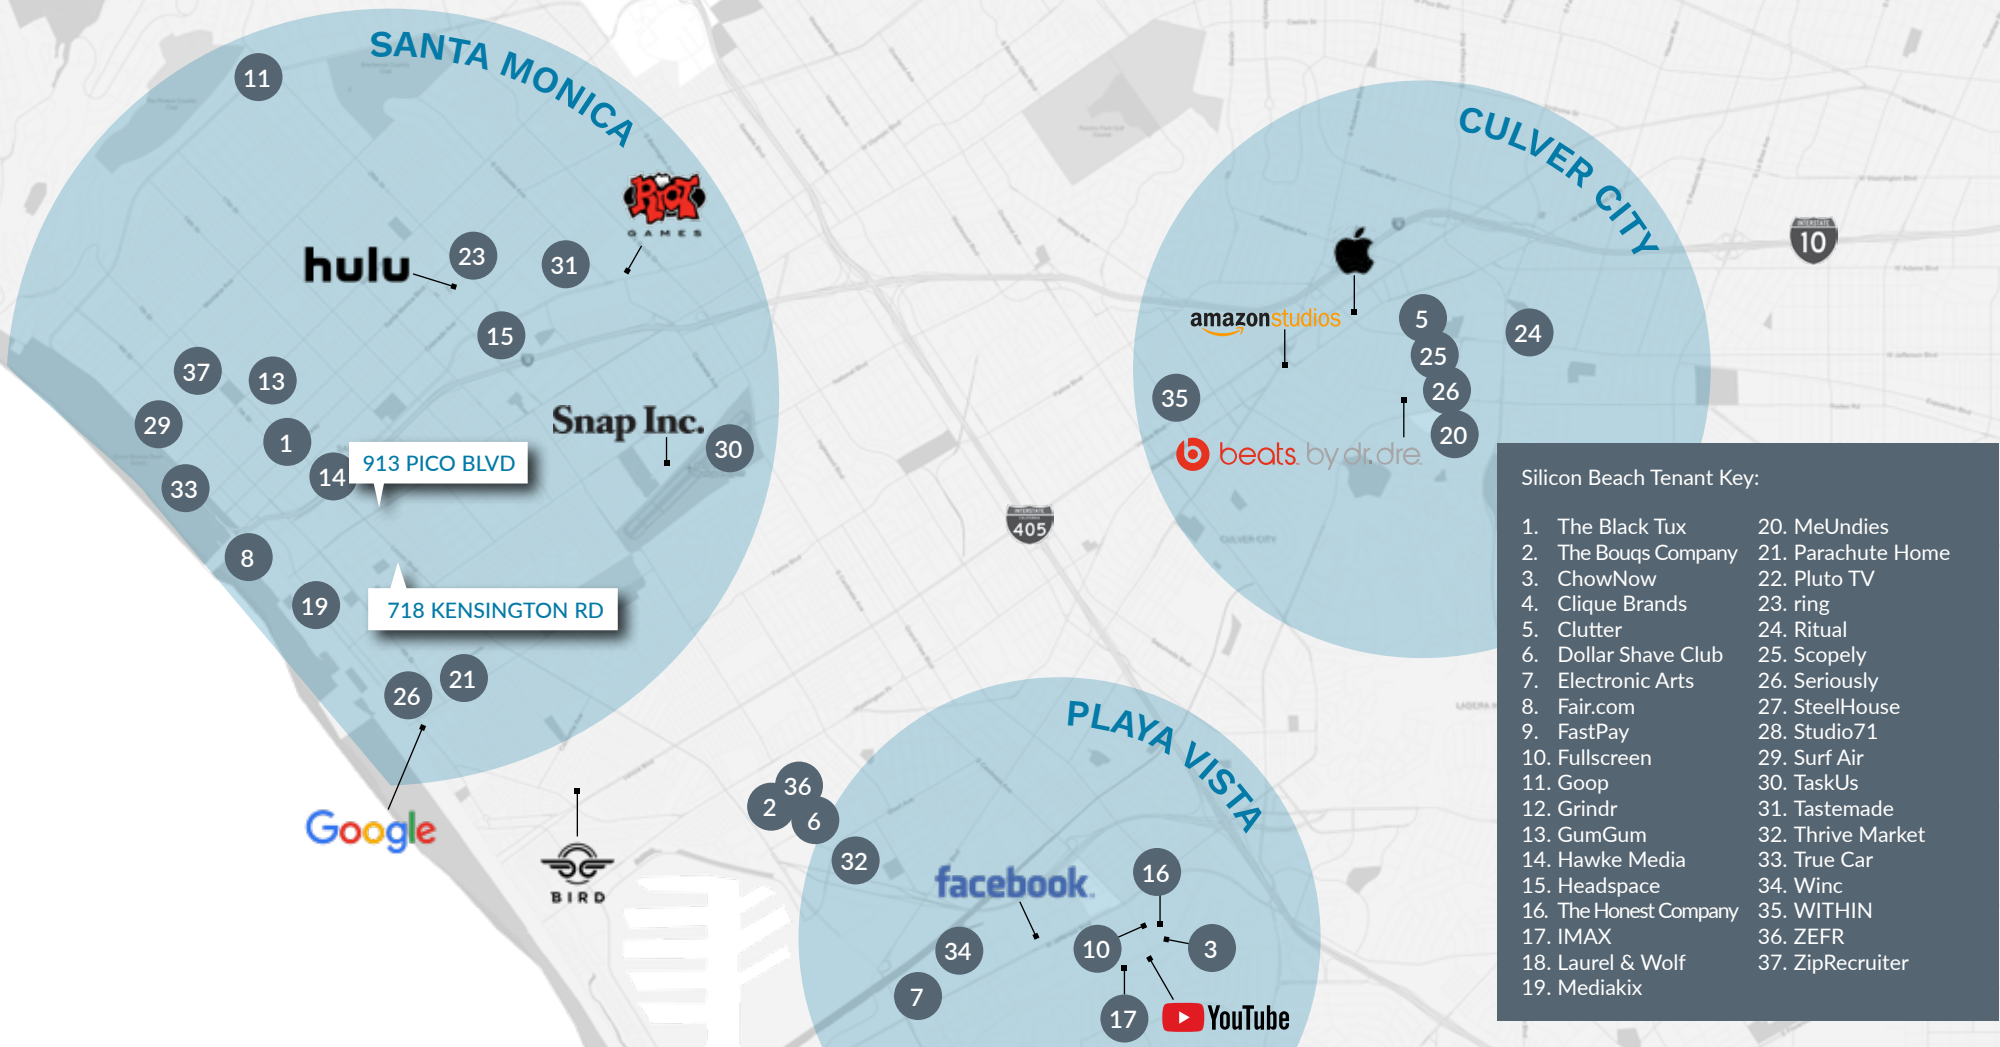 SANTA MONICA
11
RIOT
GAMES
hulu
23
31
15
37
13
29
1
14
913 PICO BLVD
33
Snap Inc.
30
8
19
718 KENSINGTON RD
26
21
Google
BIRD
CULVER CITY
INTERSTATE
10
amazonstudios
5
24
25
26
35
20
beats by dr.dre
INTERSTATE
CALIFORNIA
405
CULVER CITY
PLAYA VISTA
36
2
6
32
facebook
16
34
10
3
7
17
YouTube
Silicon Beach Tenant Key:
1. The Black Tux
2. The Bouqs Company
3. ChowNow
4. Clique Brands
5. Clutter
6. Dollar Shave Club
7. Electronic Arts
8. Fair.com
9. FastPay
10. Fullscreen
11. Goop
12. Grindr
13. GumGum
14. Hawke Media
15. Headspace
16. The Honest Company
17. IMAX
18. Laurel & Wolf
19. Mediakix
20. MeUndies
21. Parachute Home
22. Pluto TV
23. ring
24. Ritual
25. Scopely
26. Seriously
27. SteelHouse
28. Studio71
29. Surf Air
30. TaskUs
31. Tastemade
32. Thrive Market
33. True Car
34. Winc
35. WITHIN
36. ZEFR
37. ZipRecruiter